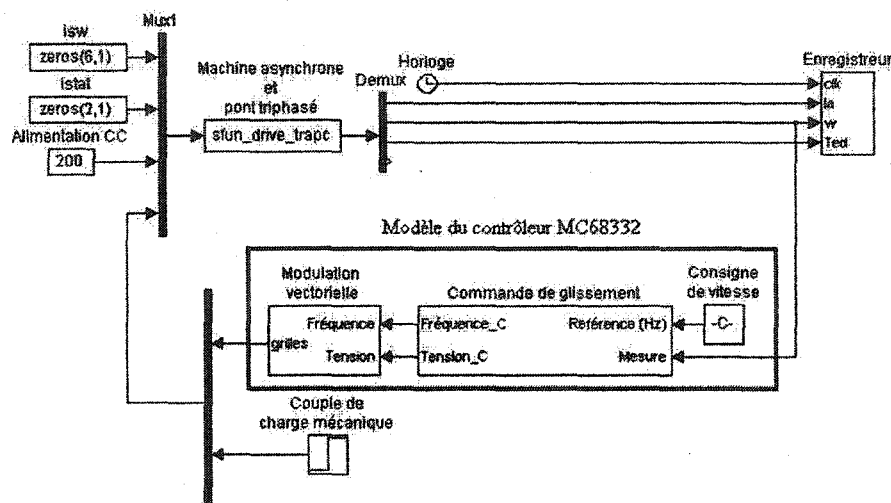 Isw
zeros(6,1)
Istat
zeros(2,1)
Alimentation CC
200
Mux1
Machine asynchrone
et
pont triphasé
sfun_drive_trapc
Demux
Horloge
Enregistreur
clk
Ia
w
Ted
Modèle du contrôleur MC68332
Modulation
vectorielle
Fréquence
grilles
Tension
Commande de glissement
Fréquence_C
Référence (Hz)
Tension_C
Mesure
Consigne
de vitesse
-C-
Couple de
charge mécanique